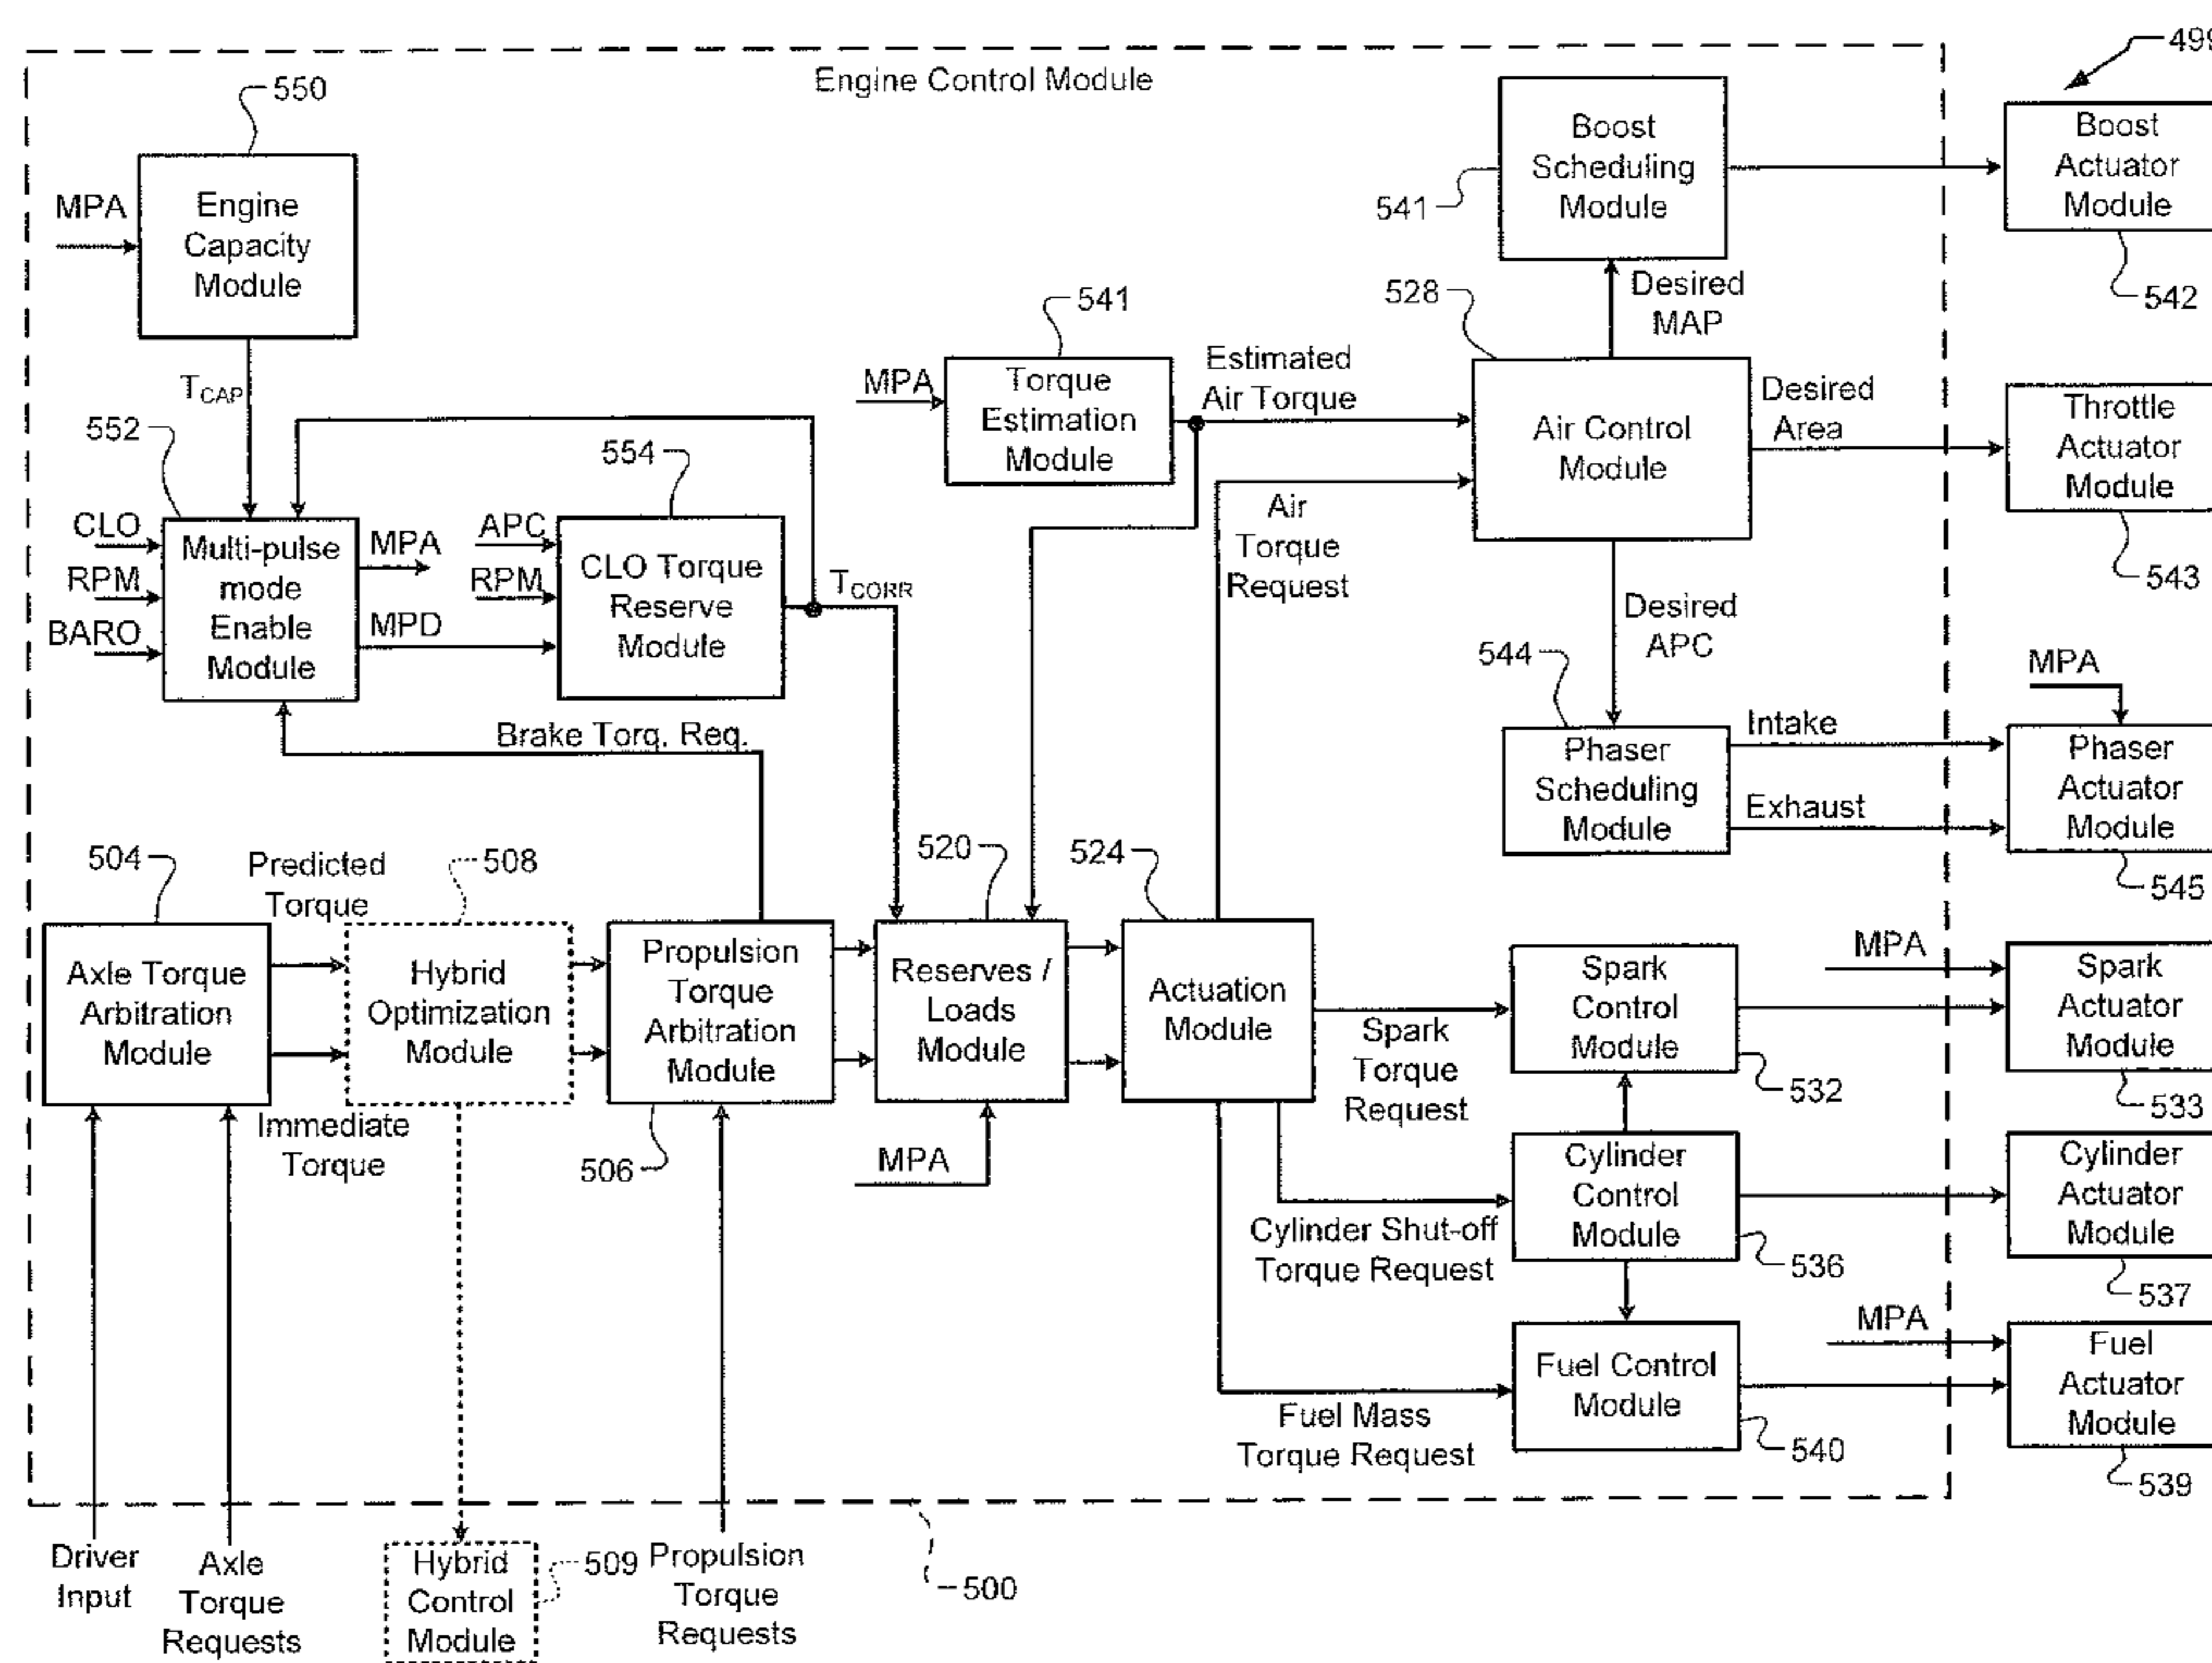 Engine Control Module
499
550
MPA
Engine
Capacity
Module
T_CAP
552
CLO
RPM
BARO
Multi-pulse
mode
Enable
Module
MPA
MPD
554
APC
RPM
CLO Torque
Reserve
Module
T_CORR
Brake Torq. Req.
541
MPA
Torque
Estimation
Module
Estimated
Air Torque
Air
Torque
Request
541
Boost
Scheduling
Module
528
Desired
MAP
Air Control
Module
Desired
Area
Desired
APC
544
Phaser
Scheduling
Module
Intake
Exhaust
Boost
Actuator
Module
542
Throttle
Actuator
Module
543
MPA
Phaser
Actuator
Module
545
504
Axle Torque
Arbitration
Module
Predicted
Torque
Immediate
Torque
508
Hybrid
Optimization
Module
Propulsion
Torque
Arbitration
Module
506
520
Reserves /
Loads
Module
MPA
524
Actuation
Module
Spark
Torque
Request
Cylinder Shut-off
Torque Request
Fuel Mass
Torque Request
Spark
Control
Module
532
Cylinder
Control
Module
536
Fuel Control
Module
540
MPA
Spark
Actuator
Module
533
Cylinder
Actuator
Module
537
MPA
Fuel
Actuator
Module
539
Driver
Input
Axle
Torque
Requests
Hybrid
Control
Module
509
Propulsion
Torque
Requests
500